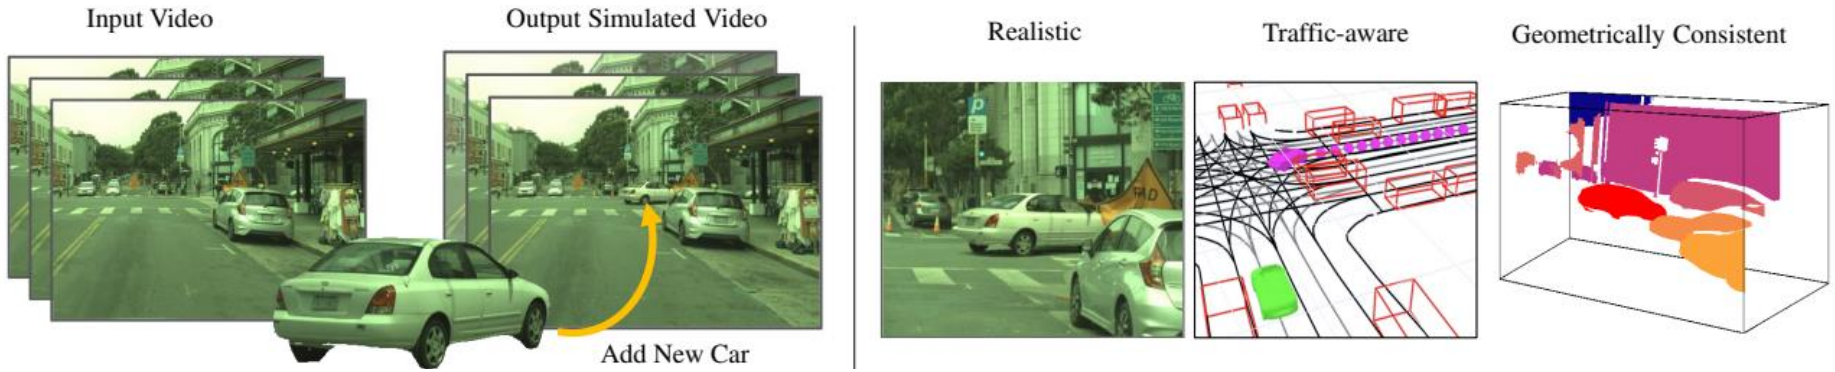 Input Video
Output Simulated Video
Add New Car
Realistic
Traffic-aware
Geometrically Consistent
P